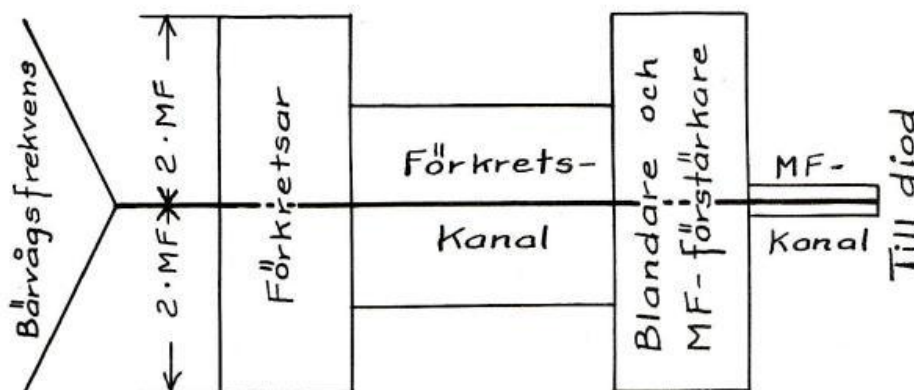 Bärvågsfrekvens
2·MF
2·MF
Förkretsar
Förkrets-
Kanal
Blandare och
MF-förstärkare
MF-
Kanal
Till diod